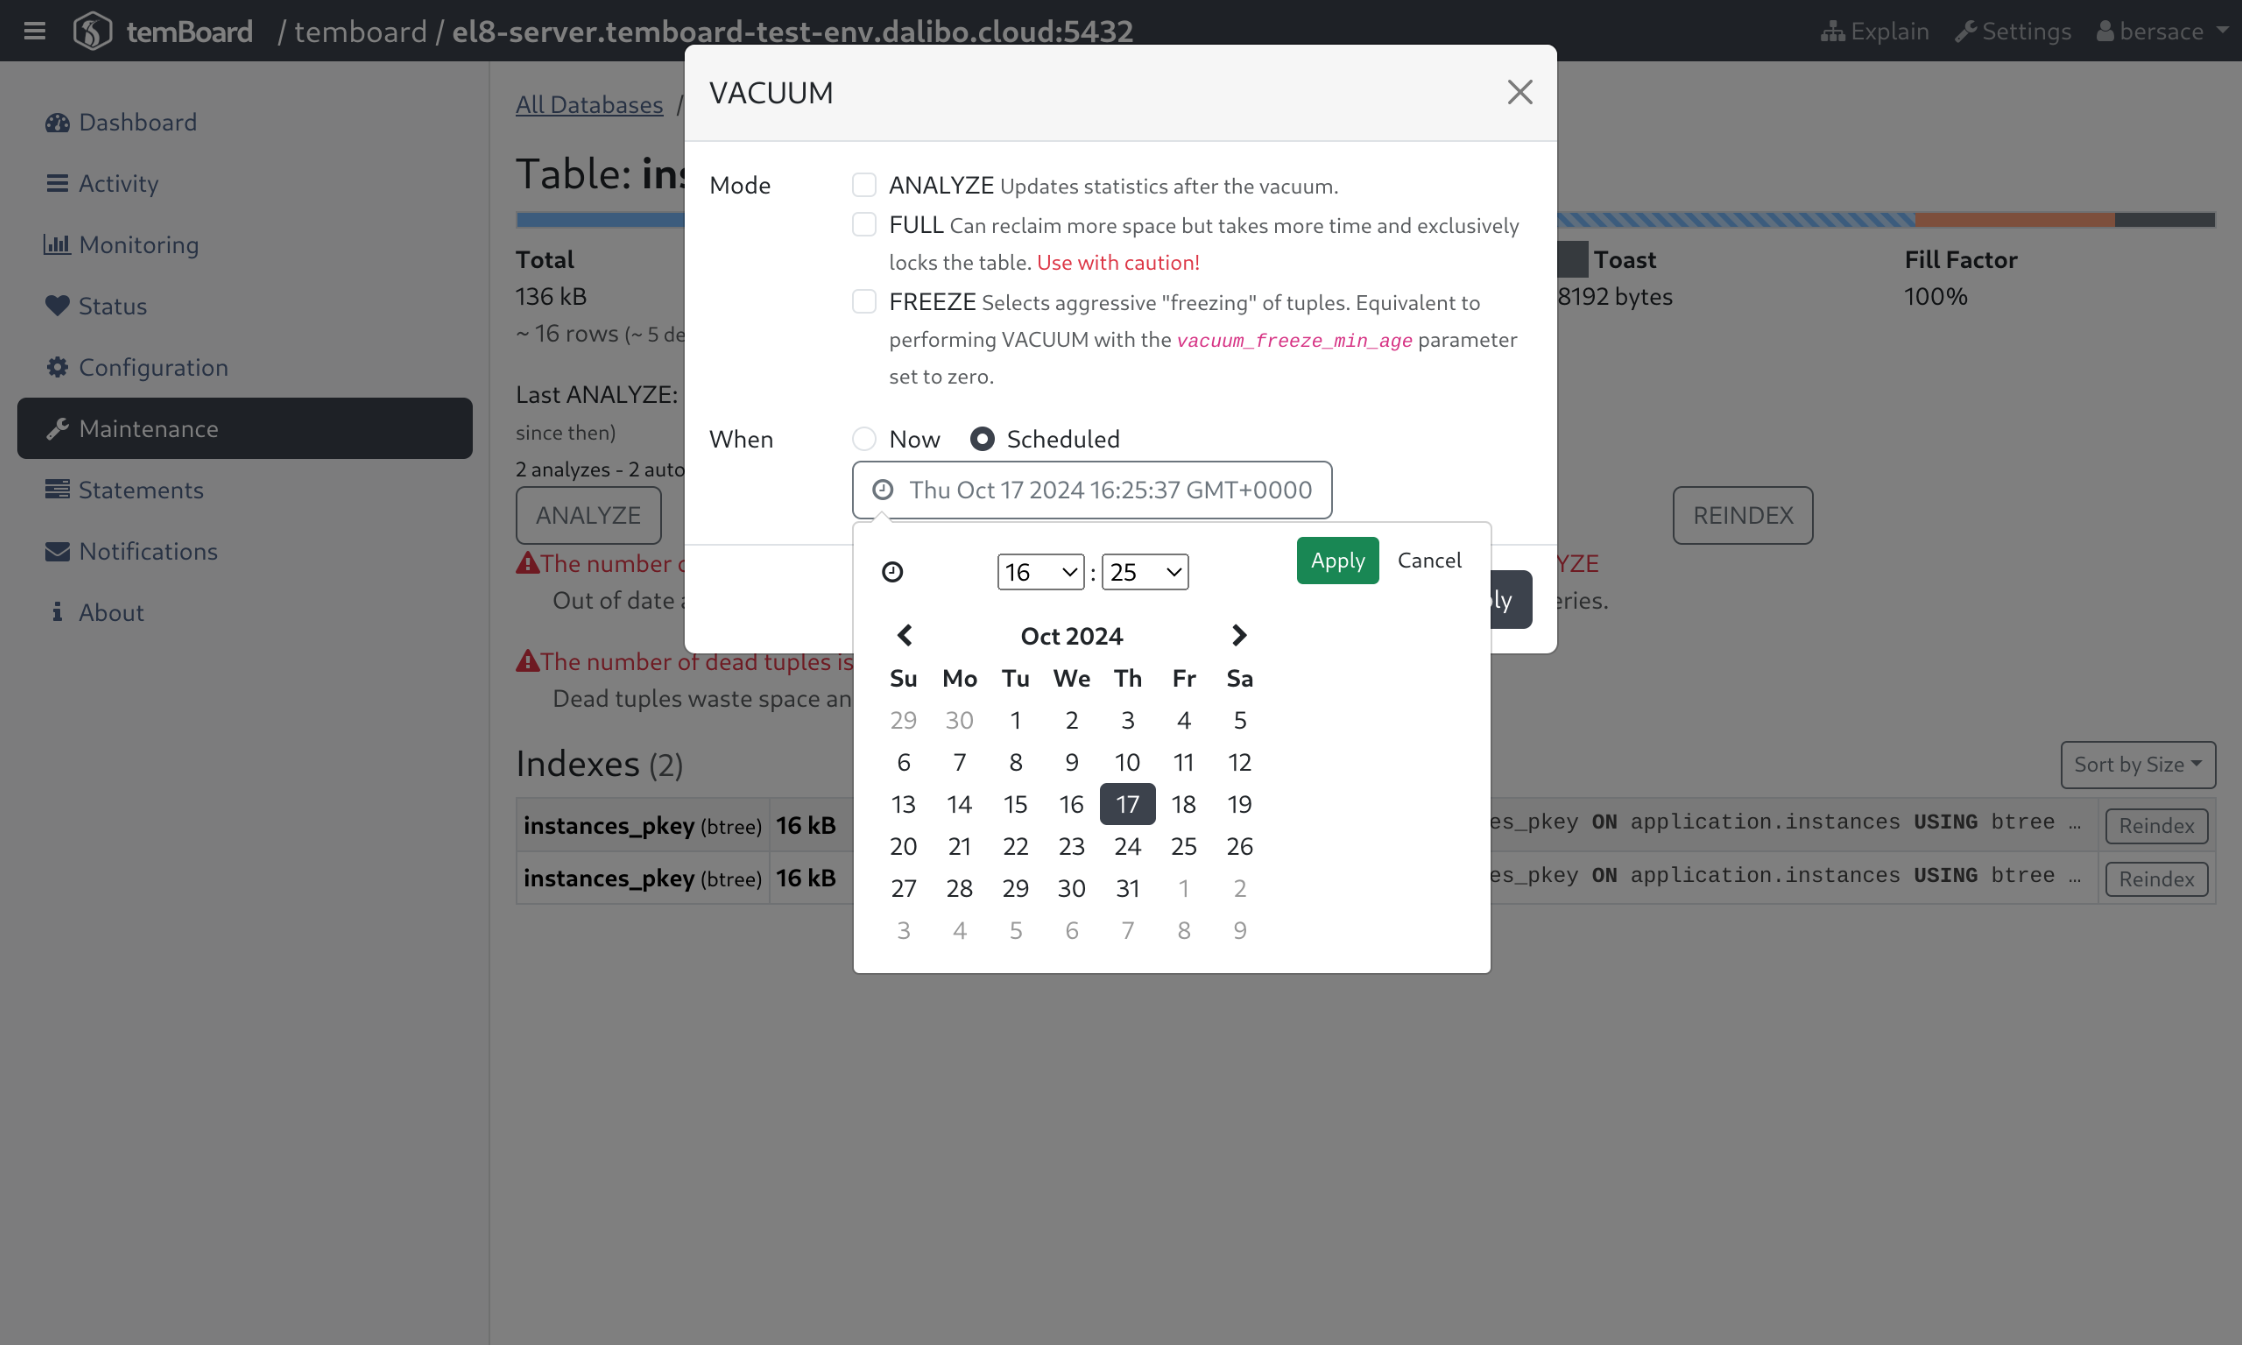 temBoard / temboard / el8-server.temboard-test-env.dalibo.cloud:5432
Explain Settings bersace
Dashboard
Activity
Monitoring
Status
Configuration
Maintenance
Statements
Notifications
About
All Databases /
Table:
Total
136 kB
~ 16 rows (~ 5
Toast
8192 bytes
Fill Factor
100%
Last ANALYZE:
since then)
2 analyzes - 2
ANALYZE
REINDEX
The number
Out of date
The number of dead tuples is
Dead tuples waste space
VACUUM
Mode
ANALYZE Updates statistics after the vacuum.
FULL Can reclaim more space but takes more time and exclusively
locks the table. Use with caution!
FREEZE Selects aggressive "freezing" of tuples. Equivalent to
performing VACUUM with the vacuum_freeze_min_age parameter
set to zero.
When
Now Scheduled
Thu Oct 17 2024 16:25:37 GMT+0000
16 : 25
Apply Cancel
Oct 2024
Su Mo Tu We Th Fr Sa
29 30 1 2 3 4 5
6 7 8 9 10 11 12
13 14 15 16 17 18 19
20 21 22 23 24 25 26
27 28 29 30 31 1 2
3 4 5 6 7 8 9
Indexes (2)
Sort by Size
instances_pkey (btree) 16 kB es_pkey ON application.instances USING btree … Reindex
instances_pkey (btree) 16 kB es_pkey ON application.instances USING btree … Reindex